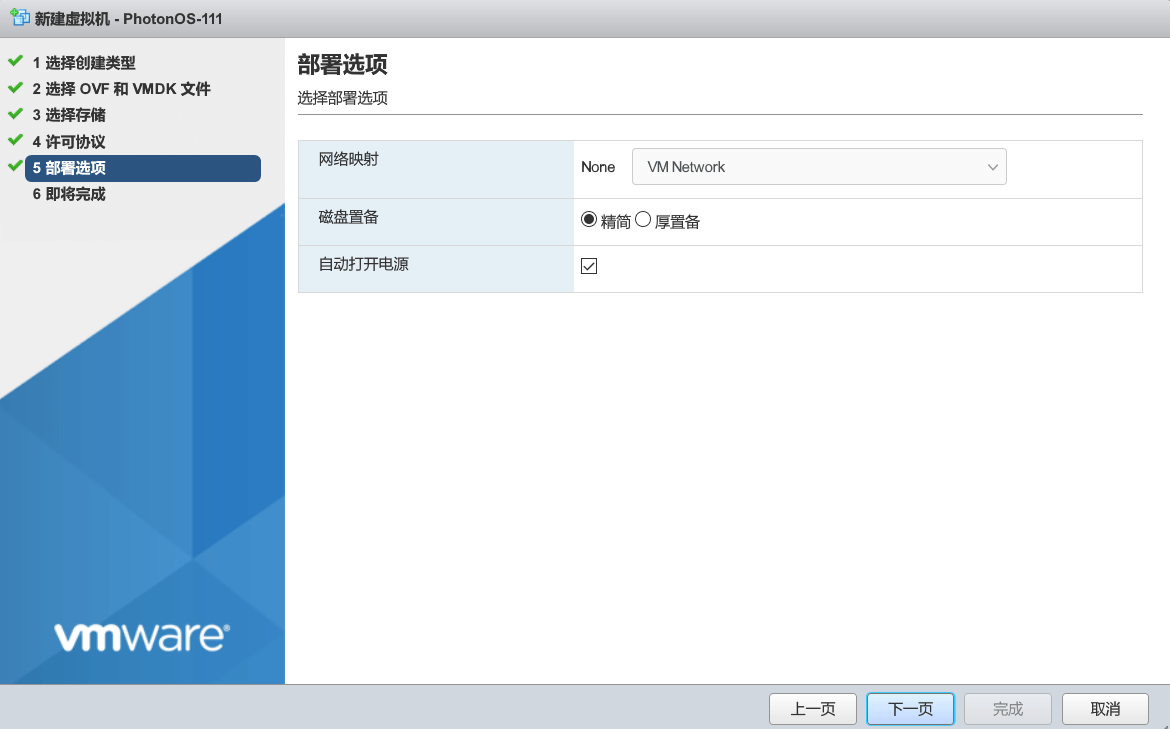 新建虚拟机 - PhotonOS-111
1 选择创建类型
2 选择 OVF 和 VMDK 文件
3 选择存储
4 许可协议
5 部署选项
6 即将完成
vmware®
部署选项
选择部署选项
网络映射
None VM Network
磁盘置备
精简 厚置备
自动打开电源
上一页 下一页 完成 取消